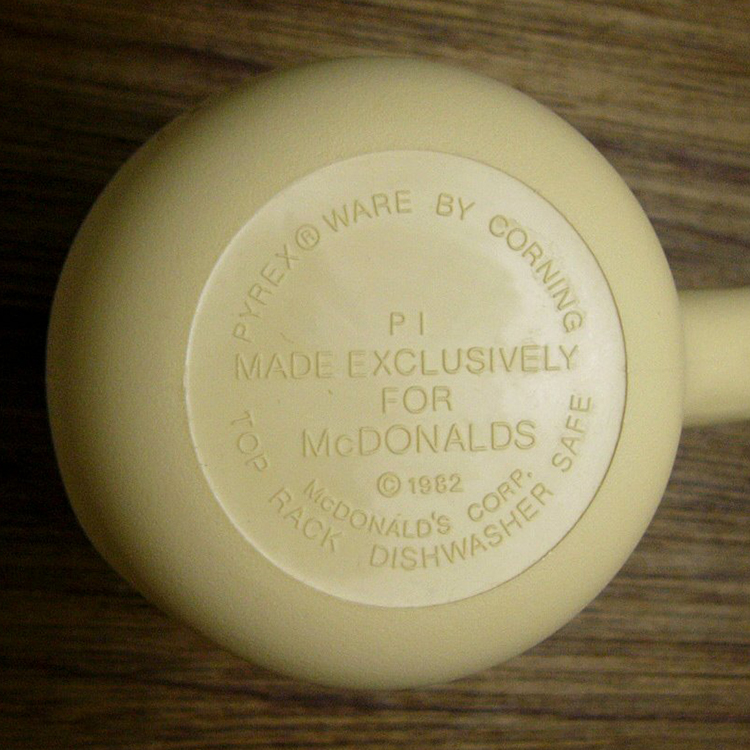 PYREX® WARE BY CORNING
P I
MADE EXCLUSIVELY
FOR
McDONALDS
© 1982
McDONALD'S CORP.
TOP RACK DISHWASHER SAFE